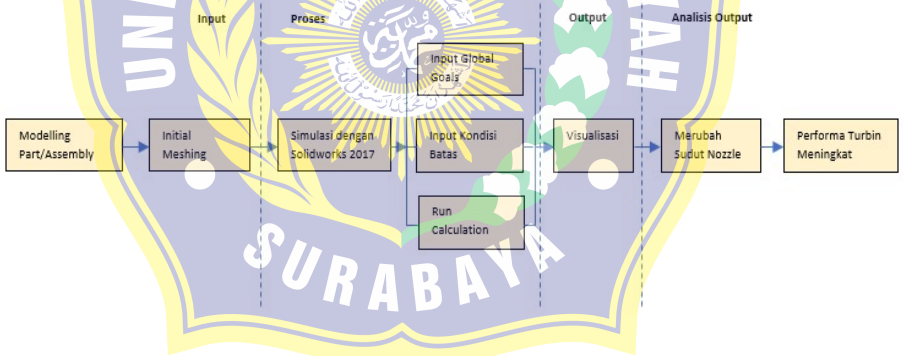 Input
Proses
Output
Analisis Output
Input Global
Goals
Modelling
Part/Assembly
Initial
Meshing
Simulasi dengan
Solidworks 2017
Input Kondisi
Batas
Visualisasi
Merubah
Sudut Nozzle
Performa Turbin
Meningkat
Run
Calculation
SURABAYA